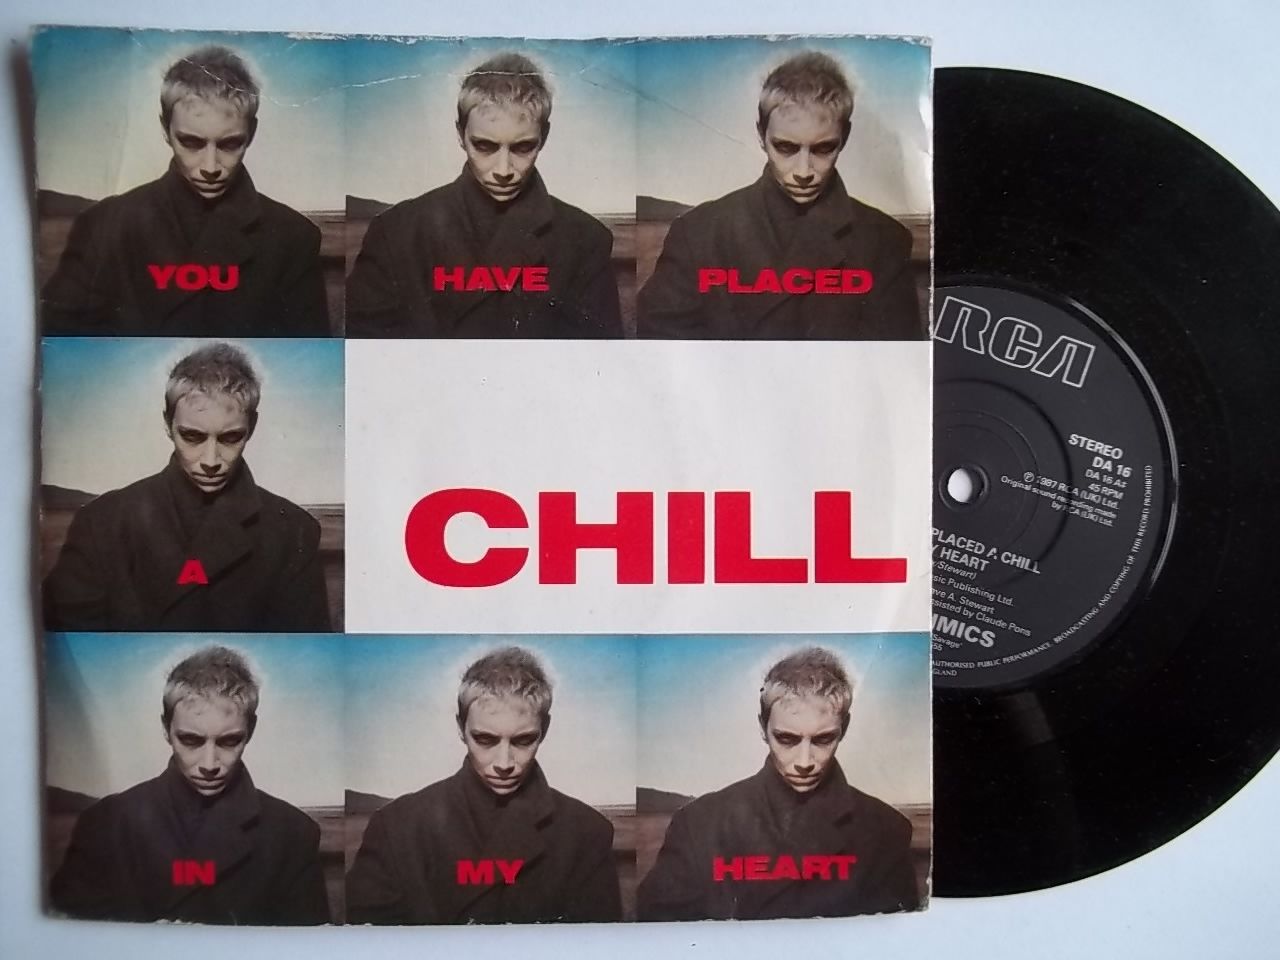 YOU HAVE PLACED
A CHILL
IN MY HEART
RCA
STEREO
DA 16
DA 16 A
45 RPM
℗ 1987 RCA (UK) Ltd.
Original sound recording made
by RCA (UK) Ltd.
PLACED A CHILL
HEART
/Stewart)
Publishing Ltd.
A. Stewart
assisted by Claude Pons
MICS
'Savage'
AUTHORISED PUBLIC PERFORMANCE, BROADCASTING AND COPYING OF THIS RECORD PROHIBITED
GLAND